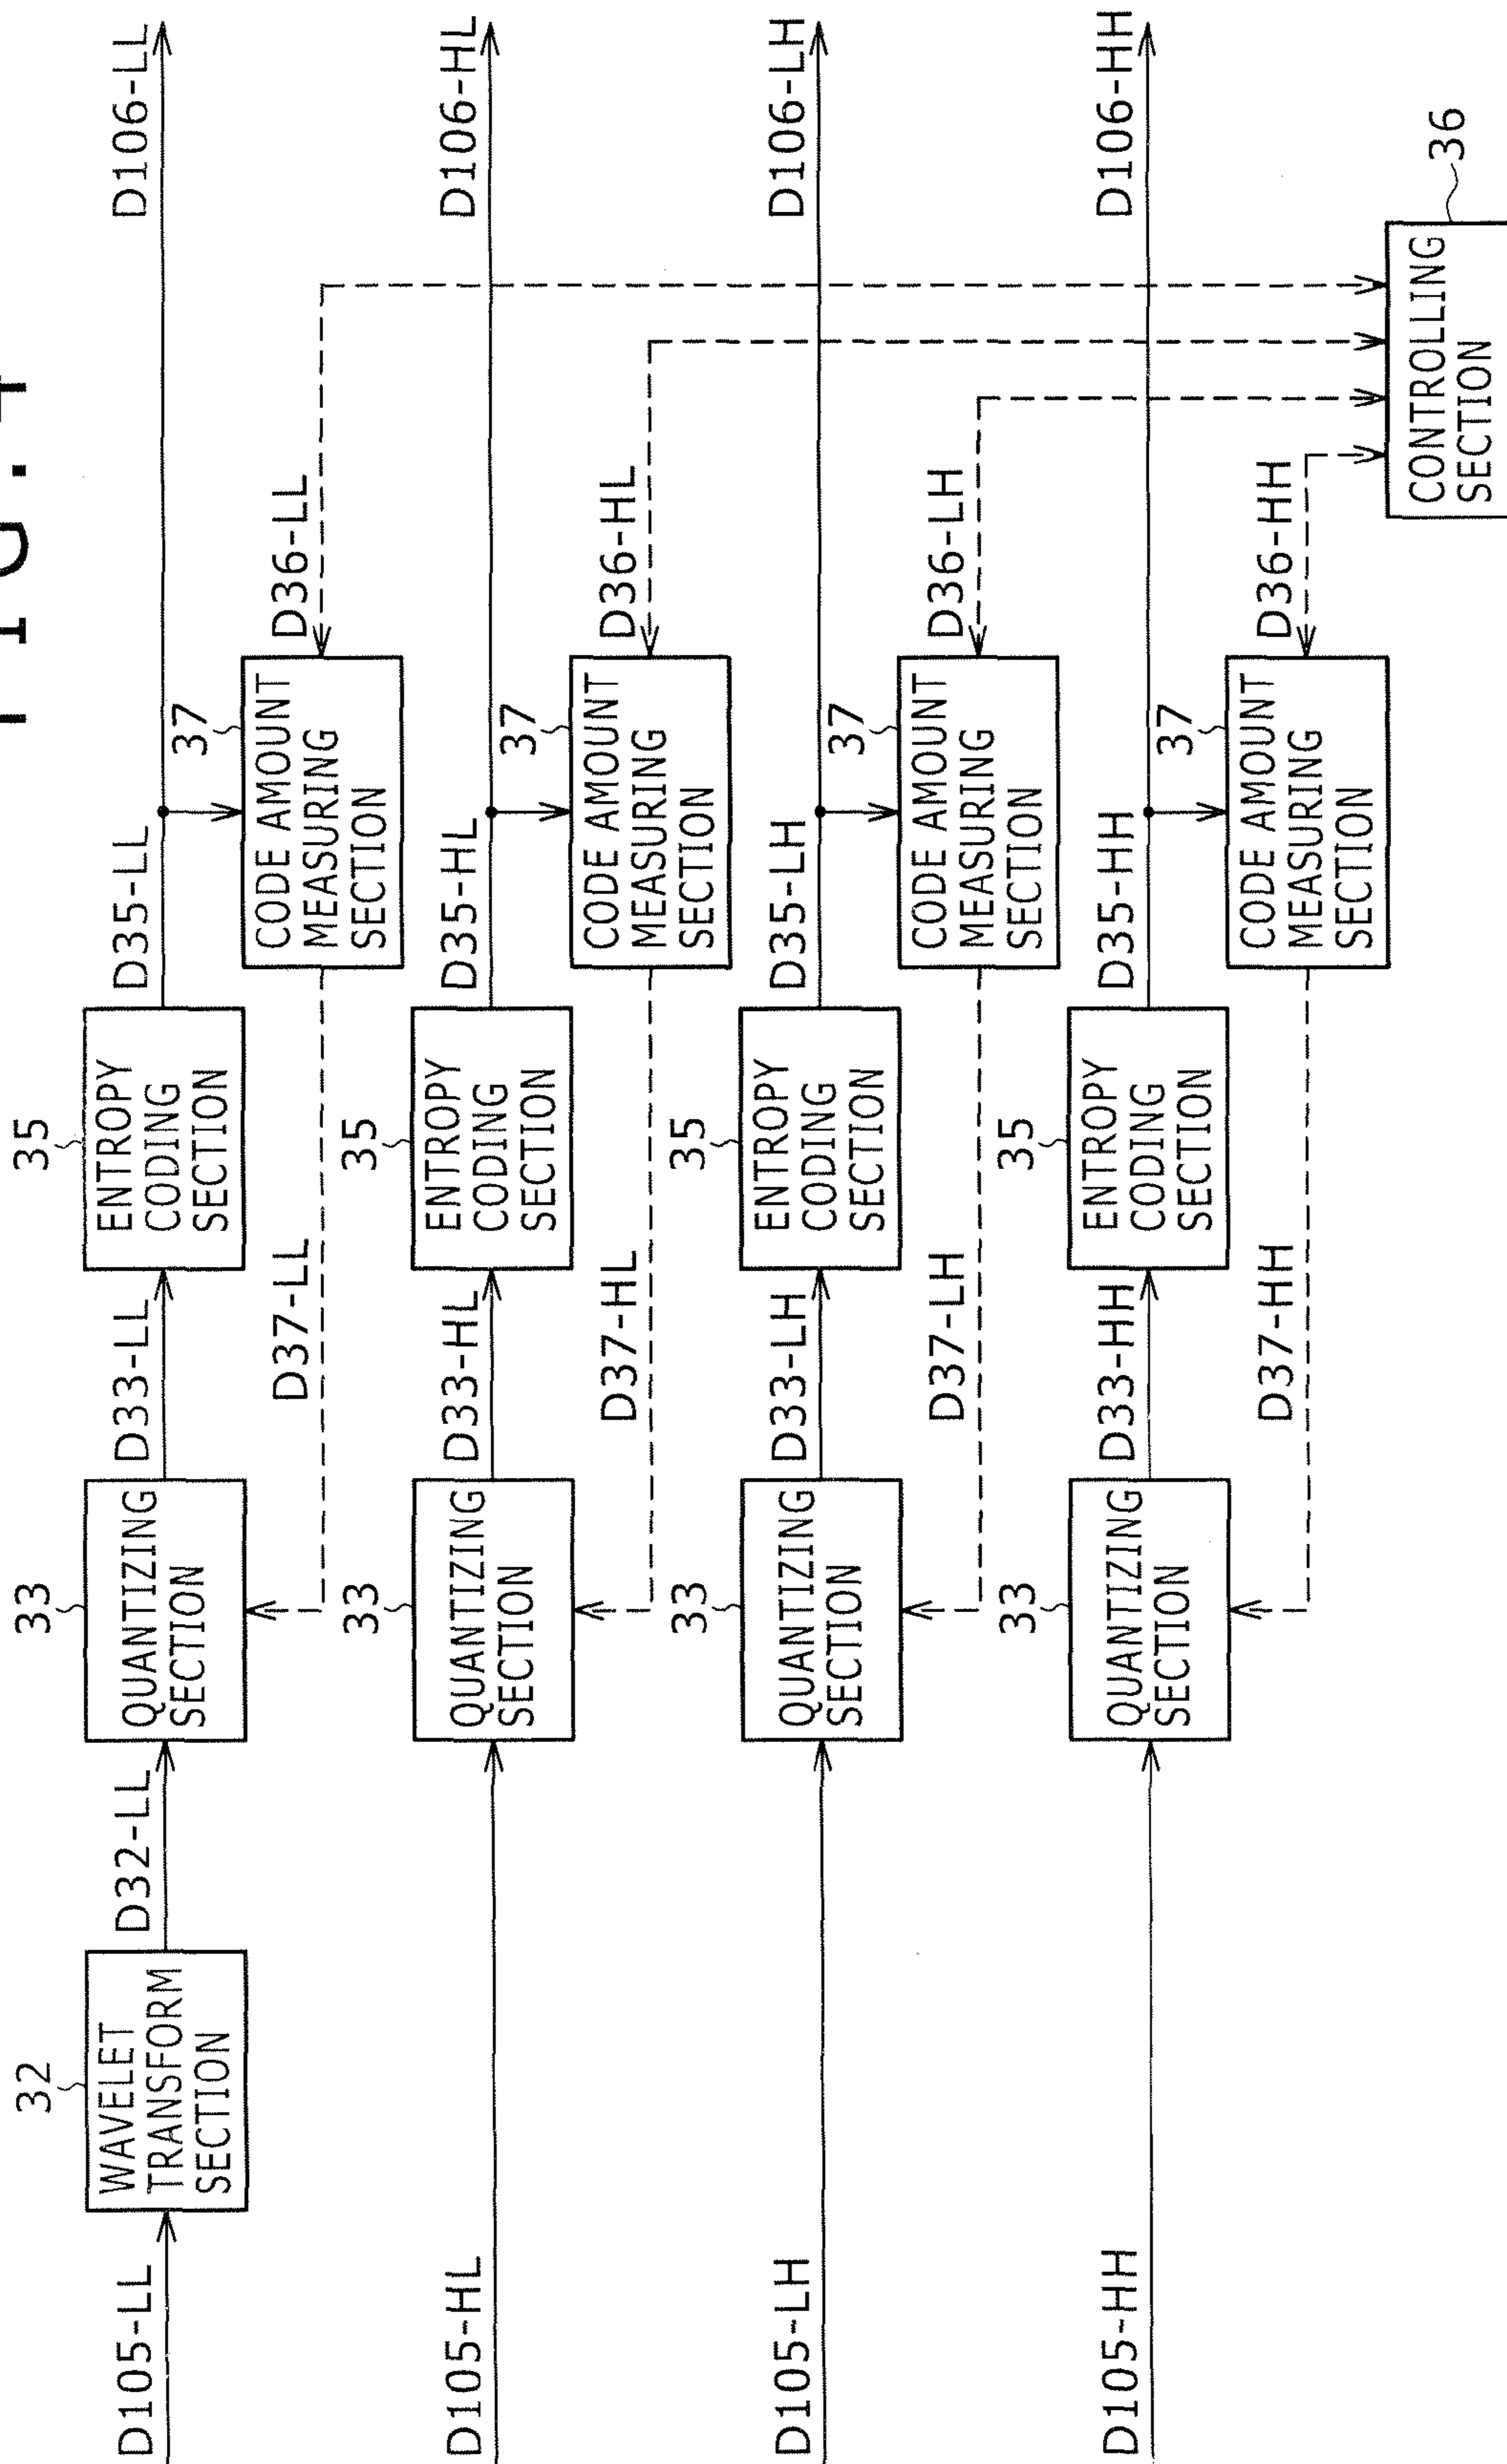 FIG. 4
D105-LL
32
WAVELET
TRANSFORM
SECTION
D32-LL
33
QUANTIZING
SECTION
D33-LL
35
ENTROPY
CODING
SECTION
D35-LL
D106-LL
D37-LL
37
CODE AMOUNT
MEASURING
SECTION
D36-LL
D105-HL
33
QUANTIZING
SECTION
D33-HL
35
ENTROPY
CODING
SECTION
D35-HL
D106-HL
D37-HL
37
CODE AMOUNT
MEASURING
SECTION
D36-HL
D105-LH
33
QUANTIZING
SECTION
D33-LH
35
ENTROPY
CODING
SECTION
D35-LH
D106-LH
D37-LH
37
CODE AMOUNT
MEASURING
SECTION
D36-LH
D105-HH
33
QUANTIZING
SECTION
D33-HH
35
ENTROPY
CODING
SECTION
D35-HH
D106-HH
D37-HH
37
CODE AMOUNT
MEASURING
SECTION
D36-HH
36
CONTROLLING
SECTION